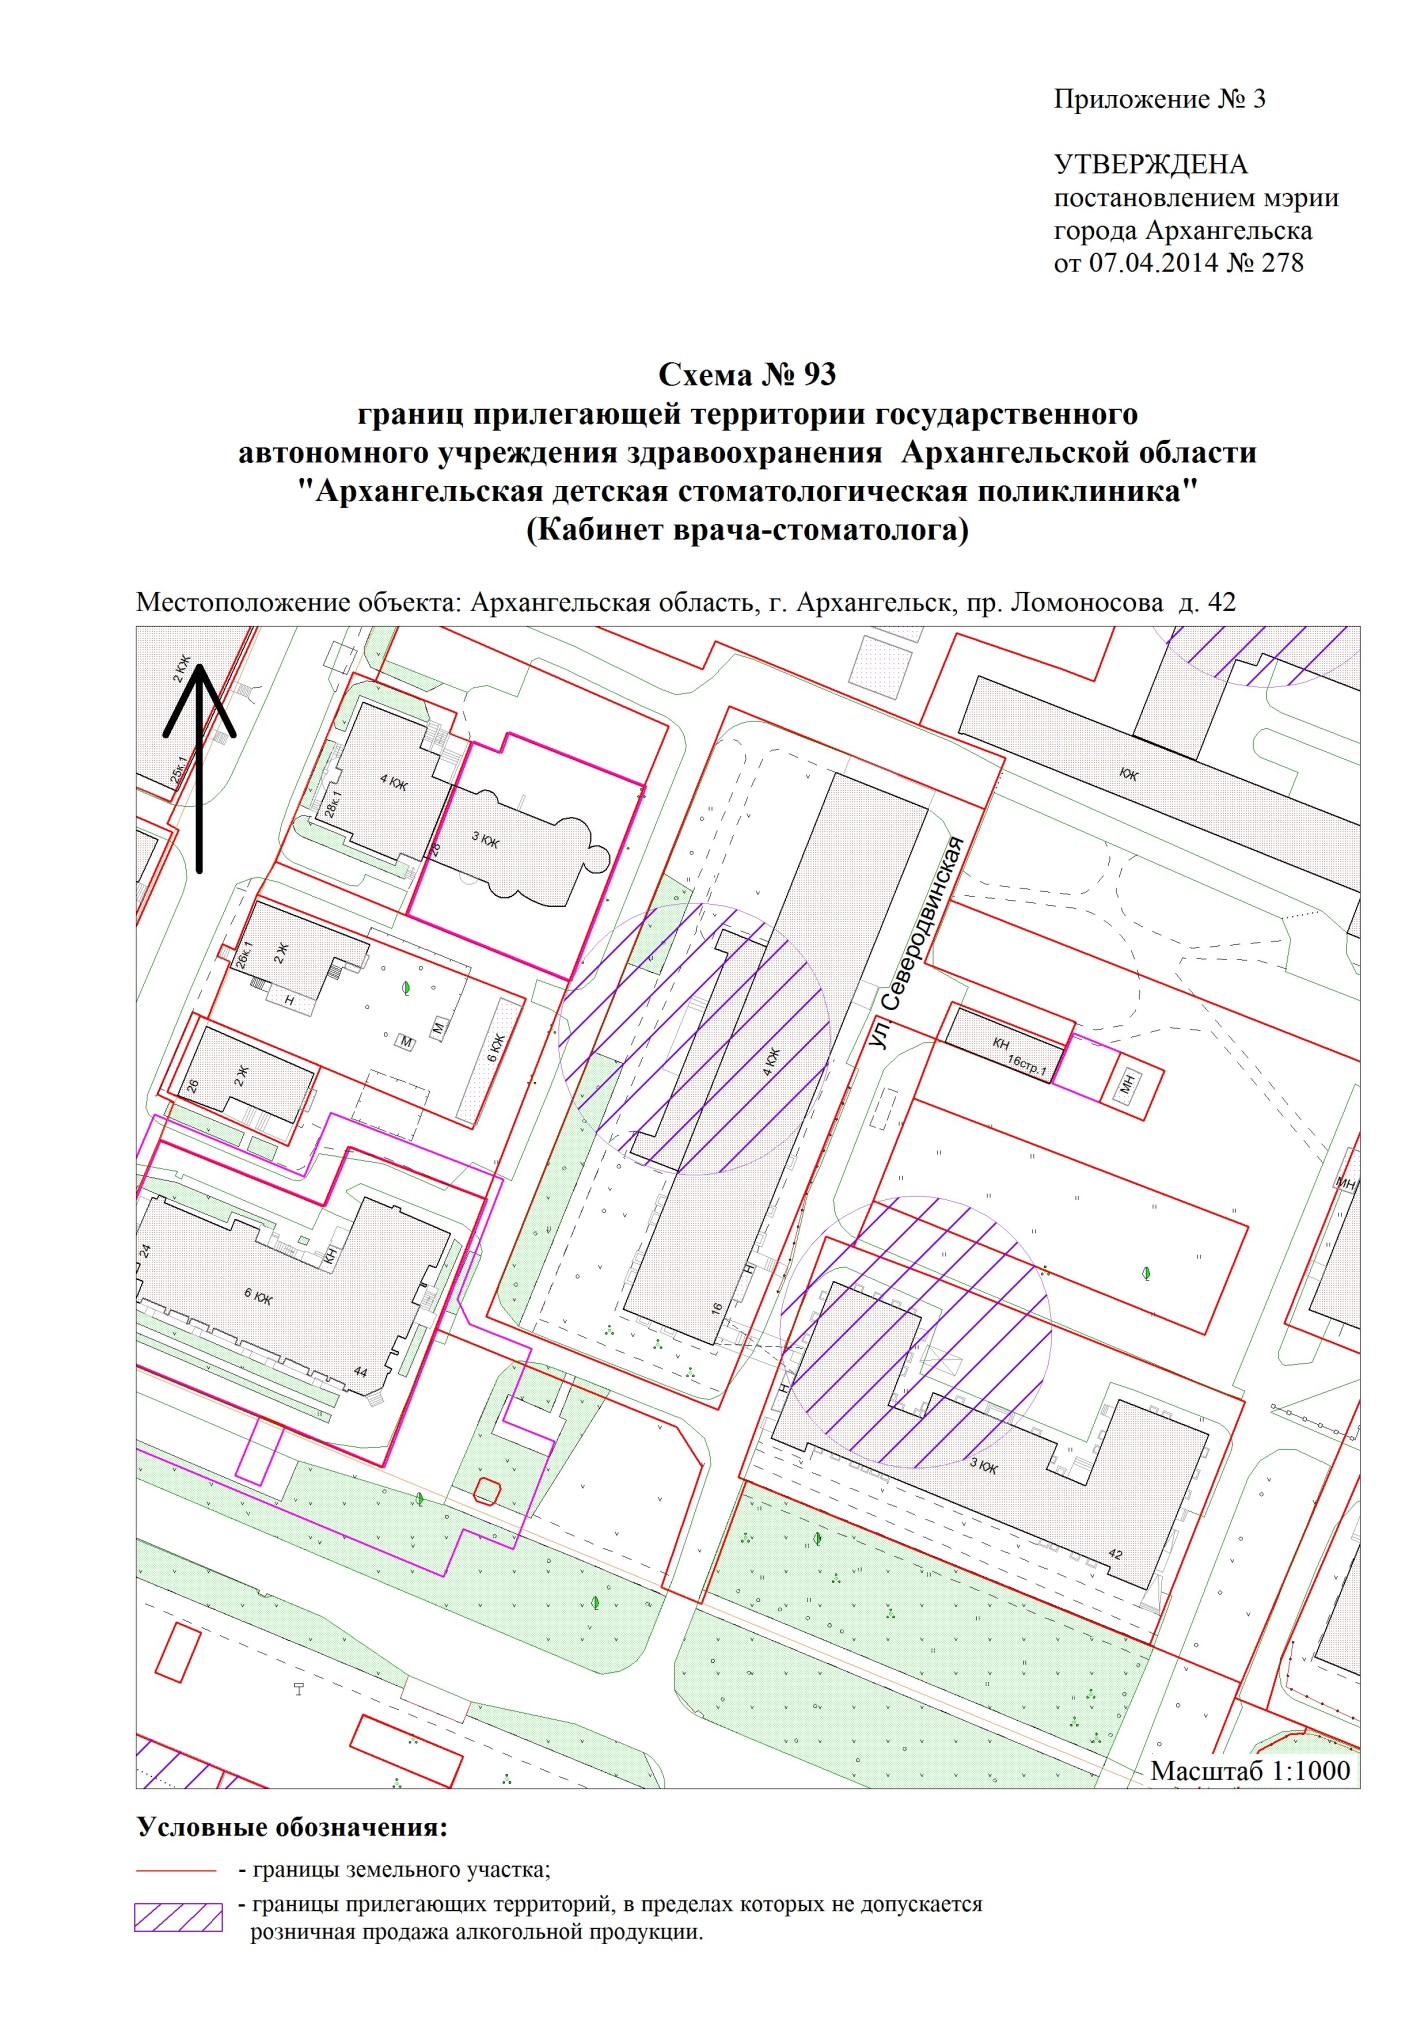 Приложение № 3
УТВЕРЖДЕНА
постановлением мэрии
города Архангельска
от 07.04.2014 № 278
Схема № 93
границ прилегающей территории государственного
автономного учреждения здравоохранения Архангельской области
"Архангельская детская стоматологическая поликлиника"
(Кабинет врача-стоматолога)
Местоположение объекта: Архангельская область, г. Архангельск, пр. Ломоносова д. 42
2 КЖ
25к.1
4 КЖ
28к.1
3 КЖ
28
КЖ
ул. Северодвинская
26к.1
2 Ж
Н
М
М
6 КЖ
4 КЖ
КН
16стр.1
МН
26
2 Ж
МН
24
КН
6 КЖ
44
Н
16
Н
3 КЖ
42
Масштаб 1:1000
Условные обозначения:
- границы земельного участка;
- границы прилегающих территорий, в пределах которых не допускается
розничная продажа алкогольной продукции.